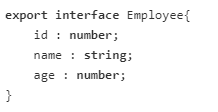 export interface Employee{
    id : number;
    name : string;
    age : number;
}